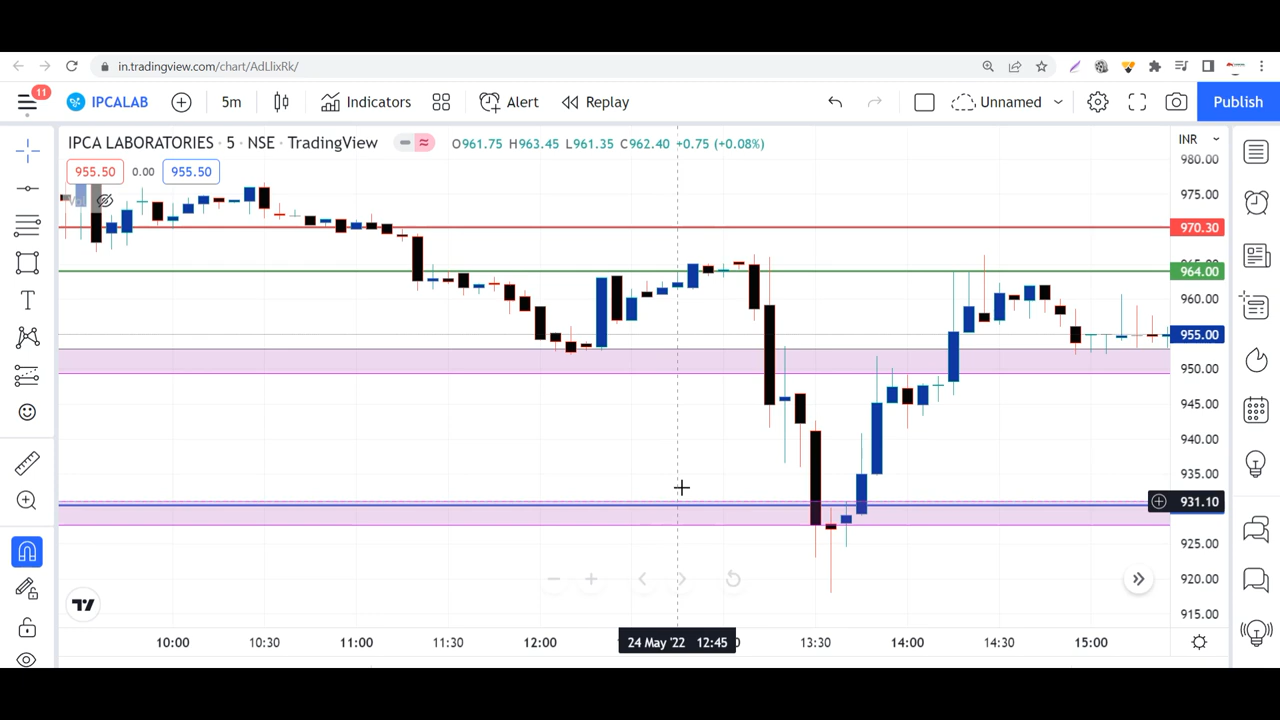 in.tradingview.com/chart/AdLlixRk/
11
IPCALAB
5m
Indicators
Alert
Replay
Unnamed
Publish
IPCA LABORATORIES · 5 · NSE · TradingView
O961.75 H963.45 L961.35 C962.40 +0.75 (+0.08%)
INR
955.50 0.00 955.50
980.00
975.00
970.30
964.00
960.00
955.00
950.00
945.00
940.00
935.00
931.10
925.00
920.00
915.00
10:00 10:30 11:00 11:30 12:00 24 May '22 12:45 13:30 14:00 14:30 15:00